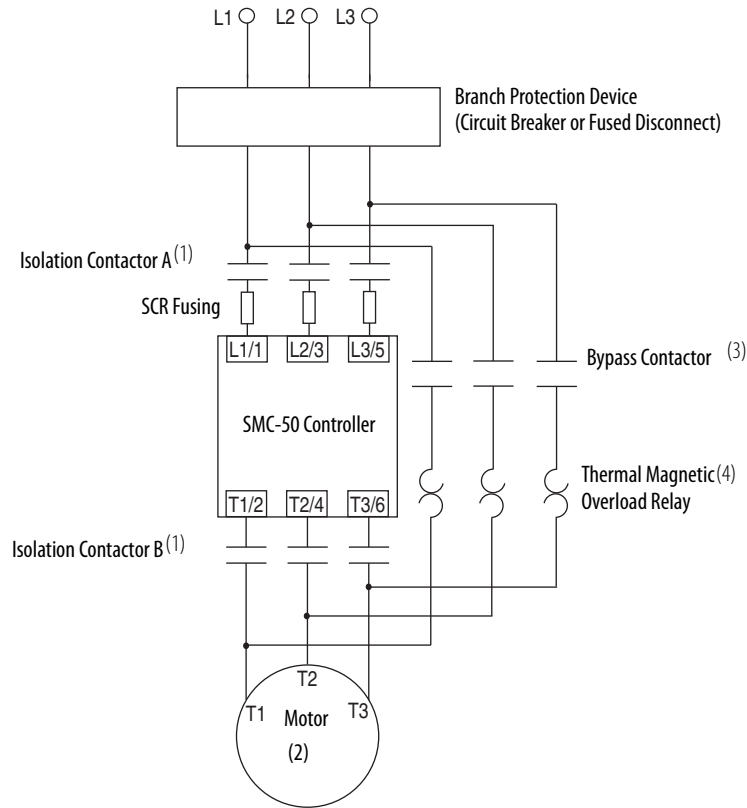 L1 L2 L3
Branch Protection Device
(Circuit Breaker or Fused Disconnect)
Isolation Contactor A (1)
SCR Fusing
L1/1 L2/3 L3/5
Bypass Contactor (3)
SMC-50 Controller
Thermal Magnetic (4)
Overload Relay
T1/2 T2/4 T3/6
Isolation Contactor B (1)
T2
T1 Motor T3
(2)